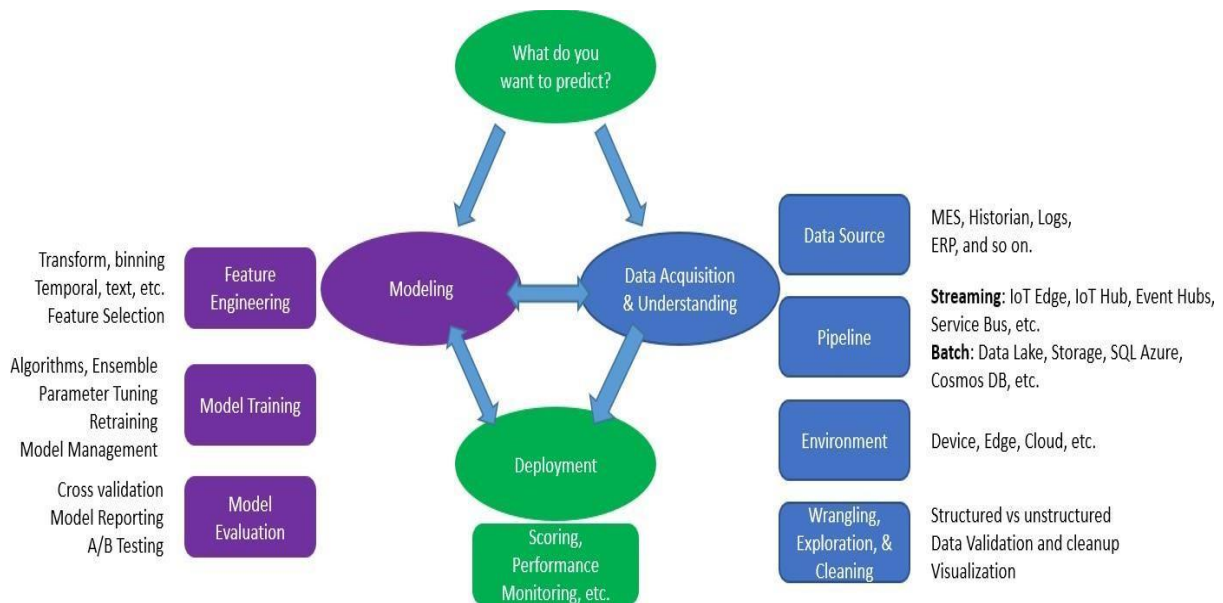 What do you
want to predict?
Modeling
Data Acquisition
& Understanding
Deployment
Scoring,
Performance
Monitoring, etc.
Transform, binning
Temporal, text, etc.
Feature Selection
Feature
Engineering
Algorithms, Ensemble
Parameter Tuning
Retraining
Model Management
Model Training
Cross validation
Model Reporting
A/B Testing
Model
Evaluation
Data Source
MES, Historian, Logs,
ERP, and so on.
Pipeline
Streaming: IoT Edge, IoT Hub, Event Hubs,
Service Bus, etc.
Batch: Data Lake, Storage, SQL Azure,
Cosmos DB, etc.
Environment
Device, Edge, Cloud, etc.
Wrangling,
Exploration, &
Cleaning
Structured vs unstructured
Data Validation and cleanup
Visualization